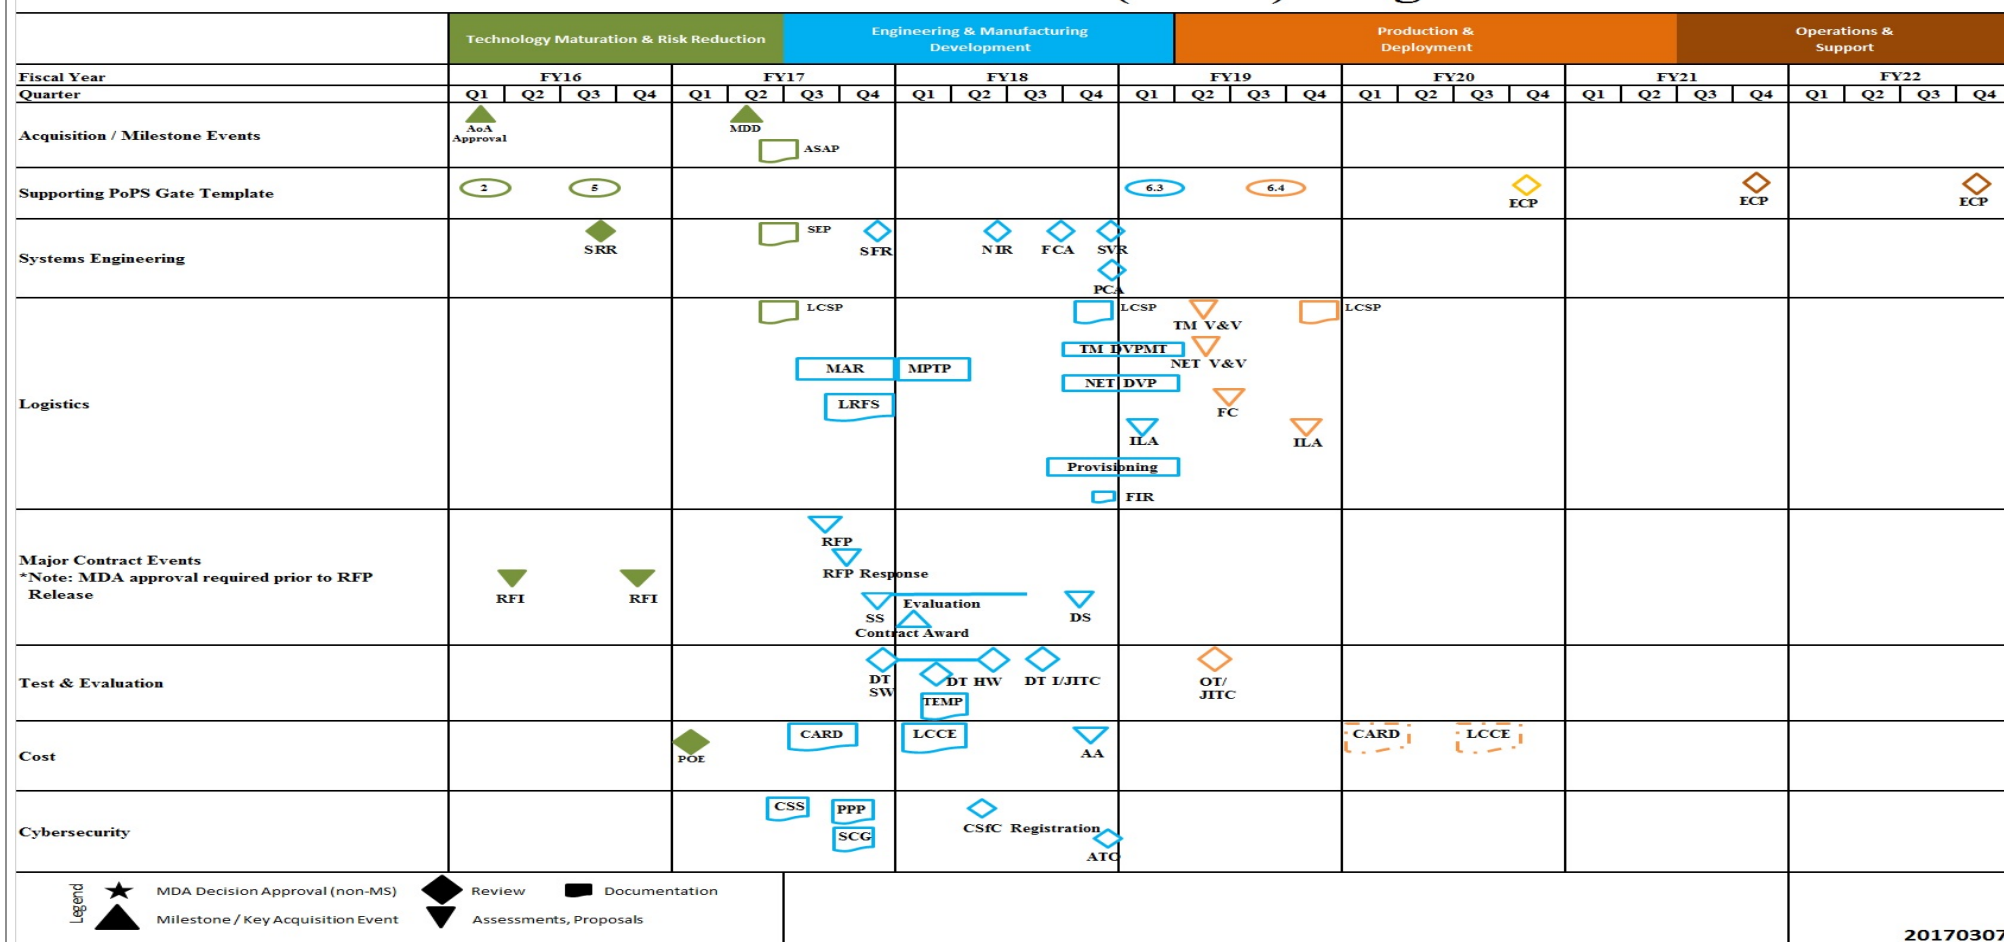 Technology Maturation & Risk Reduction
Engineering & Manufacturing
Development
Production &
Deployment
Operations &
Support
Fiscal Year
FY16 FY17 FY18 FY19 FY20 FY21 FY22
Quarter
Q1 Q2 Q3 Q4 Q1 Q2 Q3 Q4 Q1 Q2 Q3 Q4 Q1 Q2 Q3 Q4 Q1 Q2 Q3 Q4 Q1 Q2 Q3 Q4 Q1 Q2 Q3 Q4
Acquisition / Milestone Events
AoA
Approval
MDD
ASAP
Supporting PoPS Gate Template
2
5
6.3
6.4
ECP
ECP
ECP
Systems Engineering
SRR
SEP
SFR
NIR
FCA
SVR
PCA
Logistics
LCSP
LCSP
LCSP
TM V&V
TM DVPMT
NET V&V
MAR
MPTP
NET DVP
LRFS
FC
ILA
ILA
Provisioning
FIR
Major Contract Events
*Note: MDA approval required prior to RFP
Release
RFI
RFI
RFP
RFP Response
Evaluation
SS
Contract Award
DS
Test & Evaluation
DT
SW
DT HW
DT I/JITC
TEMP
OT/
JITC
Cost
POE
CARD
LCCE
AA
CARD
LCCE
Cybersecurity
CSS
PPP
SCG
CSfC Registration
ATO
Legend
MDA Decision Approval (non-MS)
Review
Documentation
Milestone / Key Acquisition Event
Assessments, Proposals
20170307